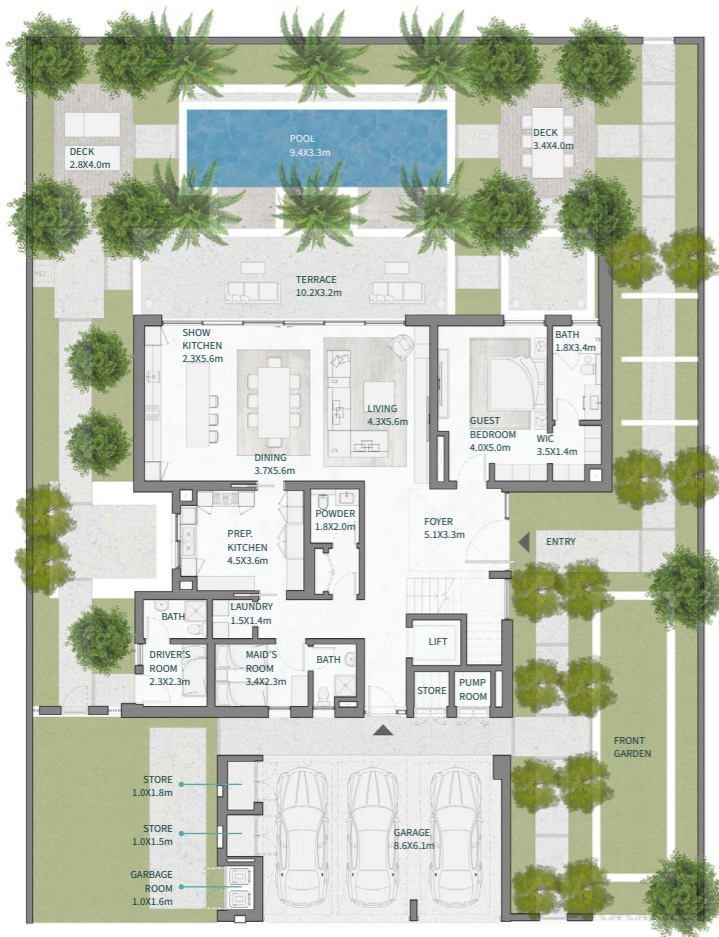 POOL
9.4X3.3m
DECK
2.8X4.0m
DECK
3.4X4.0m
TERRACE
10.2X3.2m
SHOW
KITCHEN
2.3X5.6m
BATH
1.8X3.4m
LIVING
4.3X5.6m
GUEST
BEDROOM
4.0X5.0m
WIC
3.5X1.4m
DINING
3.7X5.6m
POWDER
1.8X2.0m
FOYER
5.1X3.3m
ENTRY
PREP.
KITCHEN
4.5X3.6m
LAUNDRY
1.5X1.4m
BATH
LIFT
DRIVER'S
ROOM
2.3X2.3m
MAID'S
ROOM
3.4X2.3m
BATH
STORE
PUMP
ROOM
FRONT
GARDEN
STORE
1.0X1.8m
STORE
1.0X1.5m
GARAGE
8.6X6.1m
GARBAGE
ROOM
1.0X1.6m